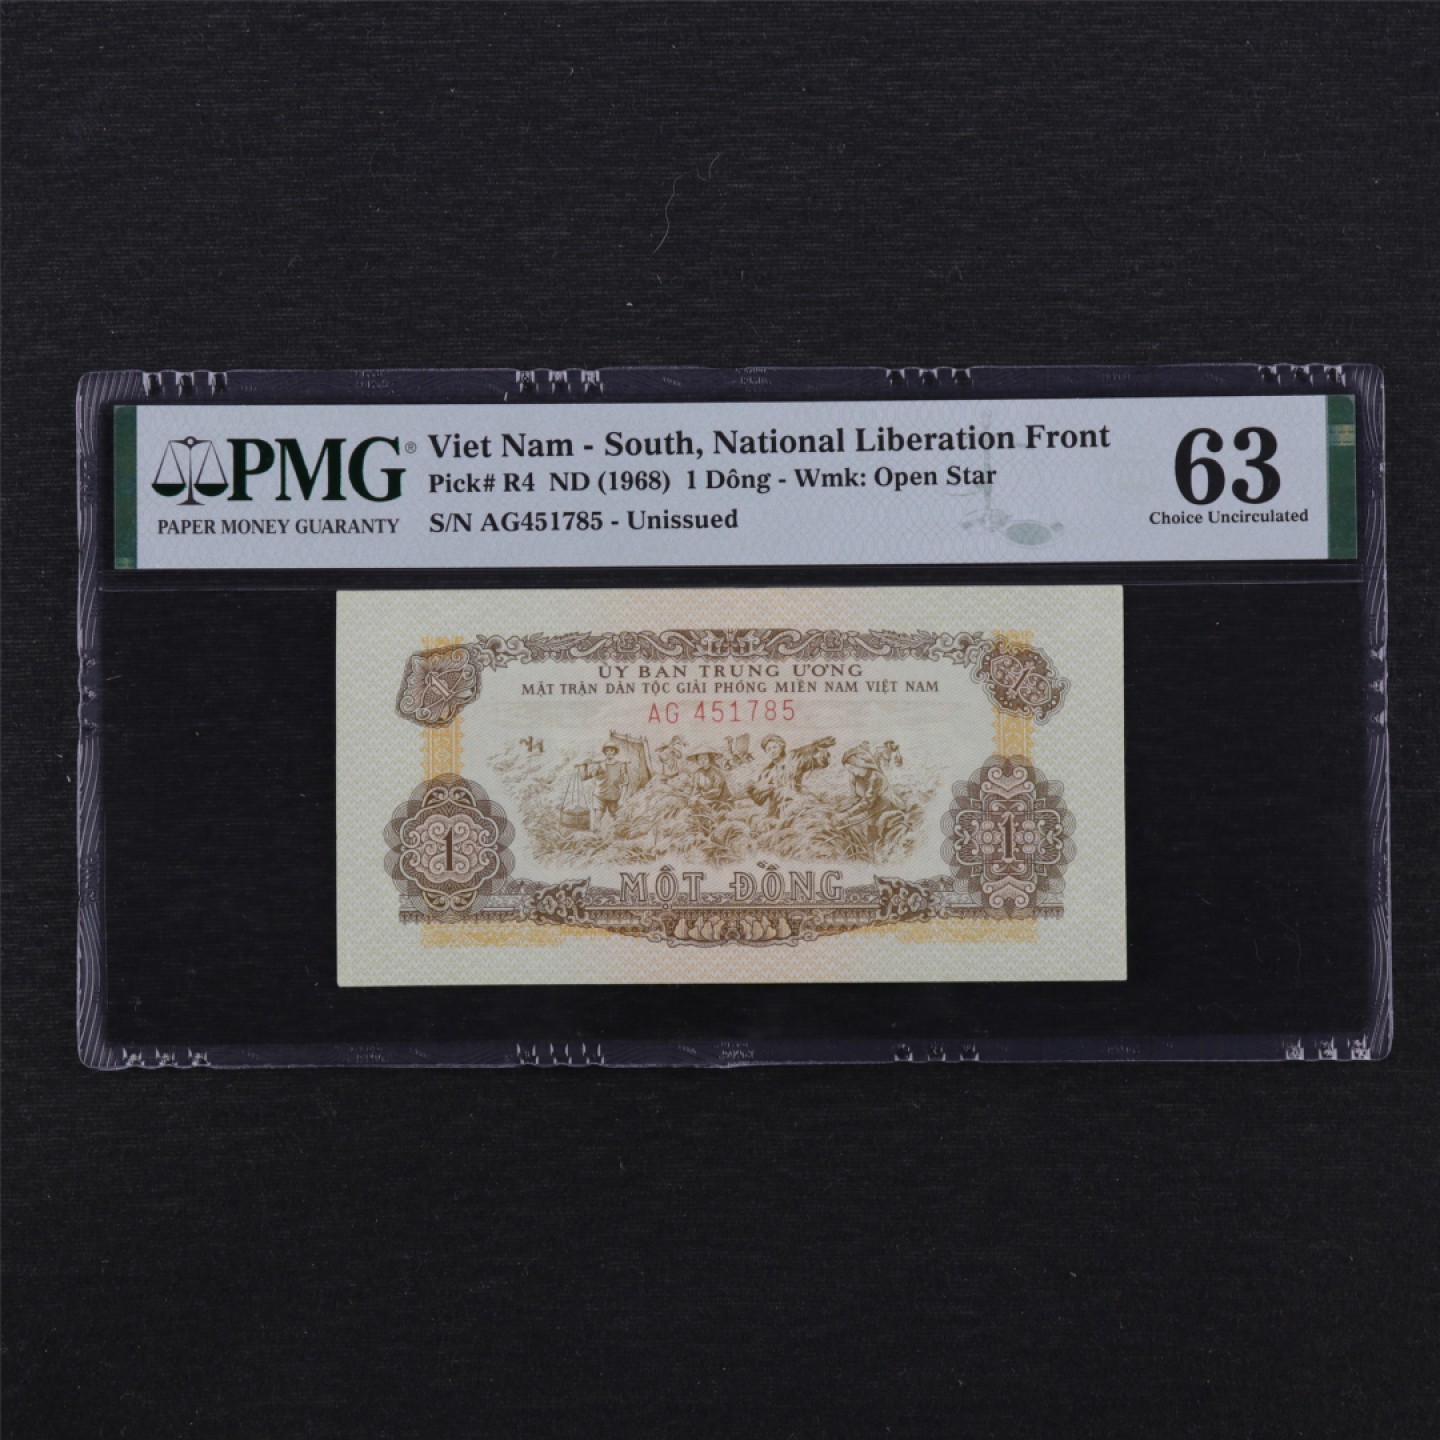 PMG®
PAPER MONEY GUARANTY
Viet Nam - South, National Liberation Front
Pick# R4 ND (1968) 1 Dông - Wmk: Open Star
S/N AG451785 - Unissued
63
Choice Uncirculated
1
ỦY BAN TRUNG ƯƠNG
MẶT TRẬN DÂN TỘC GIẢI PHÓNG MIỀN NAM VIỆT NAM
AG 451785
1
1
MỘT ĐỒNG